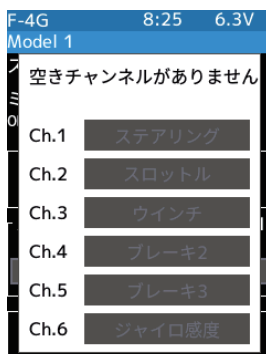 F-4G 8:25 6.3V
Model 1
空きチャンネルがありません
Ch.1 ステアリング
Ch.2 スロットル
Ch.3 ウインチ
Ch.4 ブレーキ2
Ch.5 ブレーキ3
Ch.6 ジャイロ感度